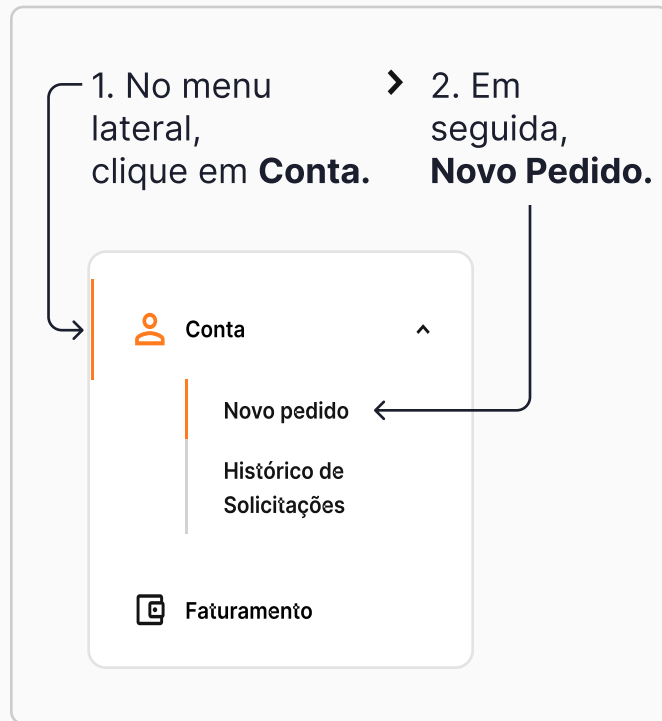 1. No menu
lateral,
clique em Conta.
2. Em
seguida,
Novo Pedido.
Conta
Novo pedido
Histórico de
Solicitações
Faturamento